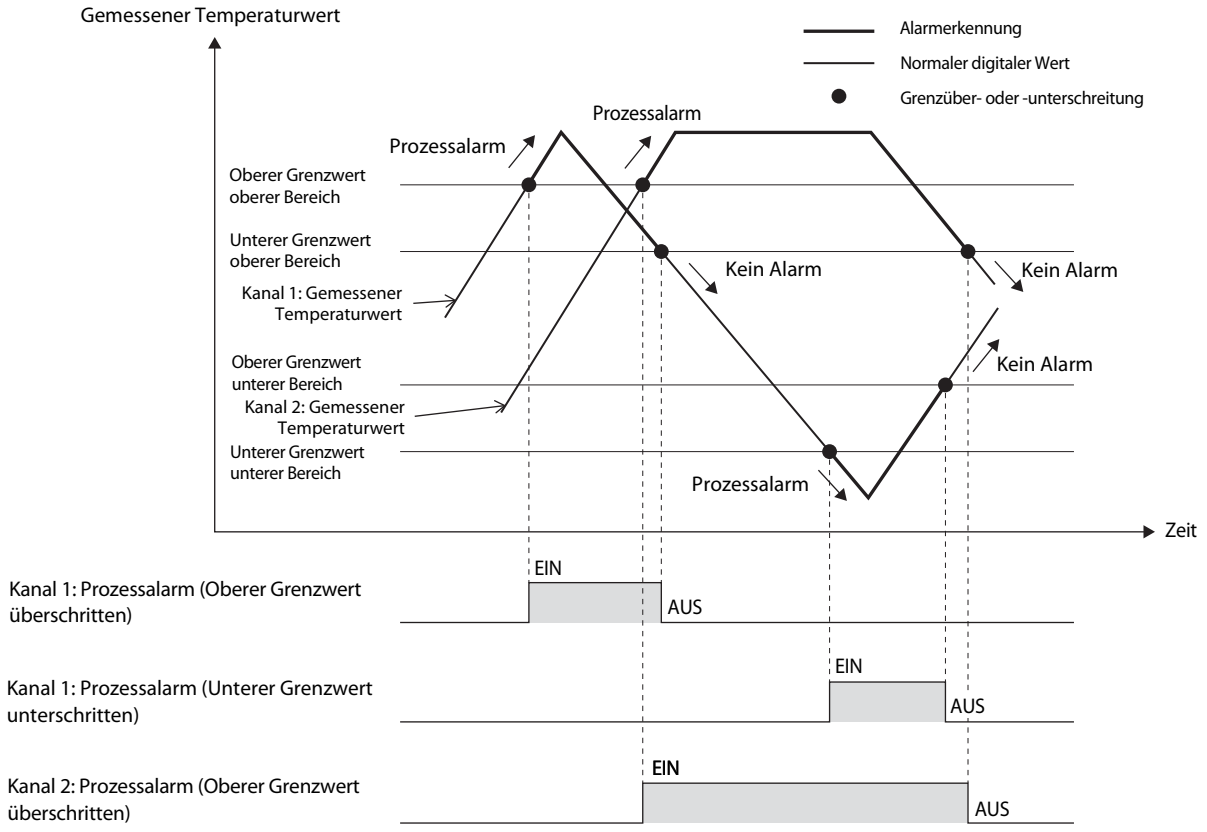 Gemessener Temperaturwert
Alarmerkennung
Normaler digitaler Wert
Grenzüber- oder -unterschreitung
Prozessalarm
Prozessalarm
Oberer Grenzwert
oberer Bereich
Unterer Grenzwert
oberer Bereich
Kein Alarm
Kein Alarm
Kanal 1: Gemessener
Temperaturwert
Oberer Grenzwert
unterer Bereich
Kein Alarm
Kanal 2: Gemessener
Temperaturwert
Unterer Grenzwert
unterer Bereich
Prozessalarm
Zeit
EIN
Kanal 1: Prozessalarm (Oberer Grenzwert
überschritten)
AUS
EIN
Kanal 1: Prozessalarm (Unterer Grenzwert
unterschritten)
AUS
EIN
Kanal 2: Prozessalarm (Oberer Grenzwert
überschritten)
AUS